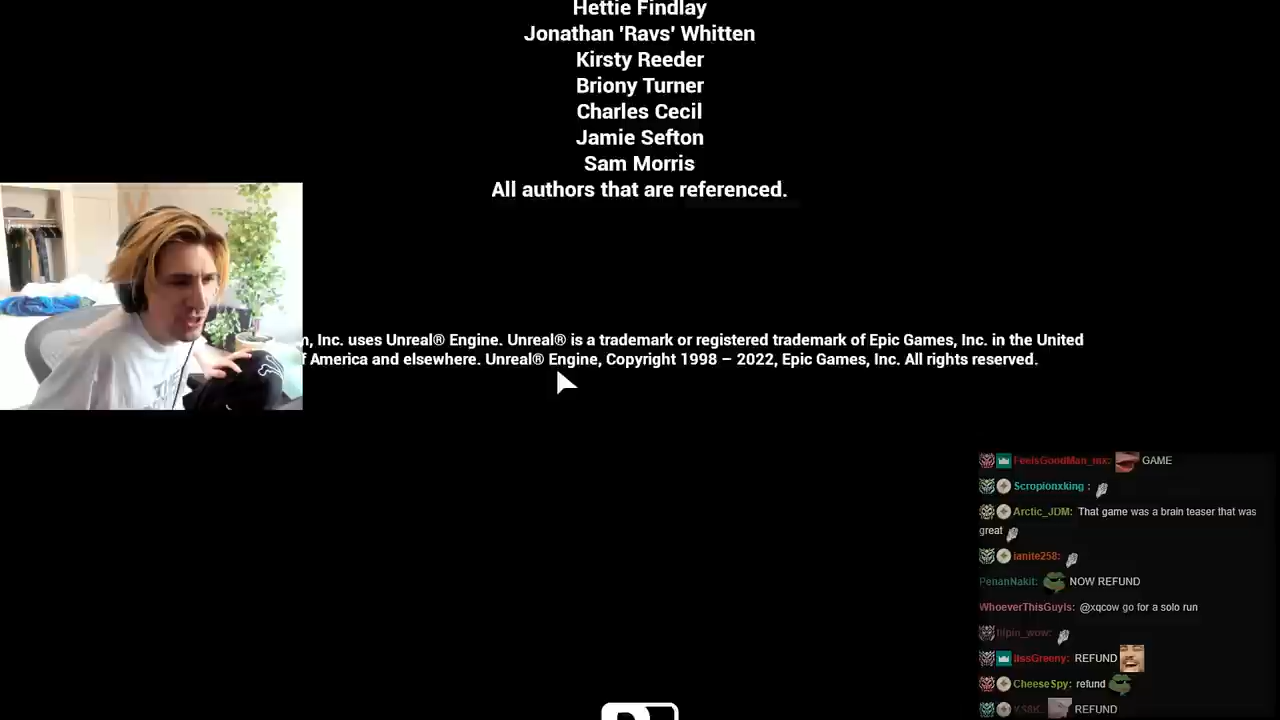 Hettie Findlay
Jonathan 'Ravs' Whitten
Kirsty Reeder
Briony Turner
Charles Cecil
Jamie Sefton
Sam Morris
All authors that are referenced.
, Inc. uses Unreal® Engine. Unreal® is a trademark or registered trademark of Epic Games, Inc. in the United
America and elsewhere. Unreal® Engine, Copyright 1998 – 2022, Epic Games, Inc. All rights reserved.
FeelsGoodMan_mx: GAME
Scropionxking :
Arctic_JDM: That game was a brain teaser that was
great
ianite258:
PenanNakit: NOW REFUND
WhoeverThisGuyIs: @xqcow go for a solo run
IissGreeny: REFUND
CheeseSpy: refund
REFUND